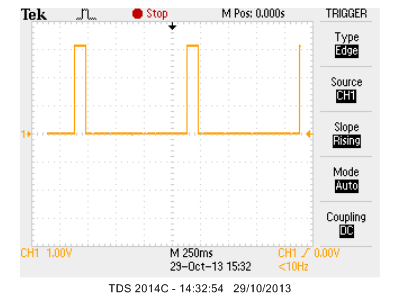 Tek Stop M Pos: 0.000s TRIGGER
Type
Edge
Source
CH1
Slope
Rising
Mode
Auto
Coupling
DC
1
CH1 1.00V M 250ms CH1 0.00V
29-Oct-13 15:32 <10Hz
TDS 2014C - 14:32:54 29/10/2013